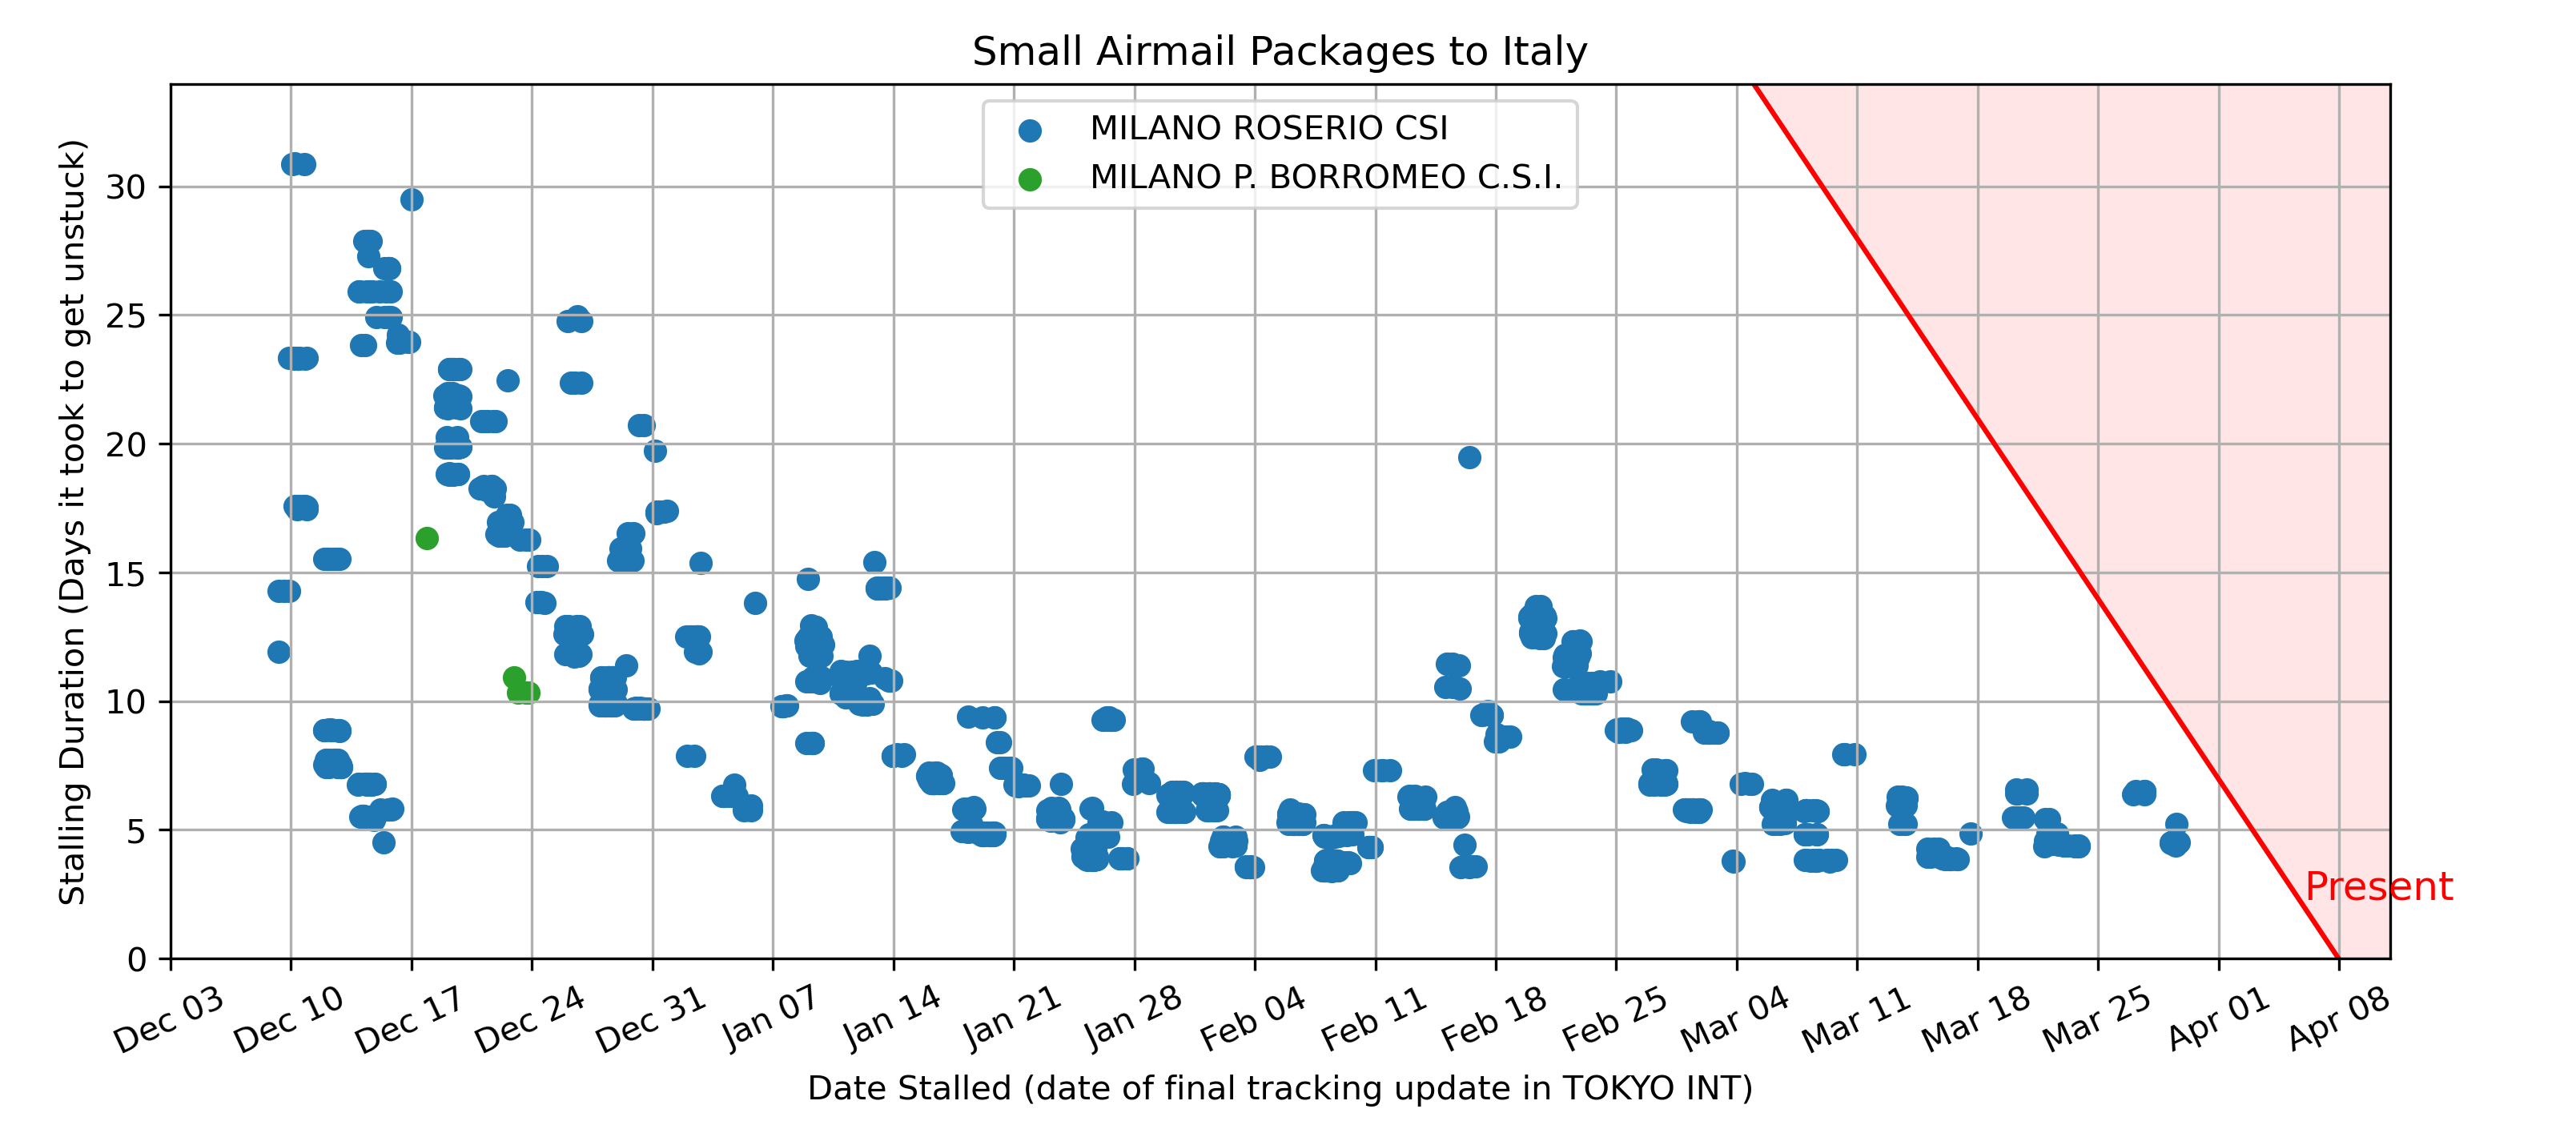 Small Airmail Packages to Italy
MILANO ROSERIO CSI
MILANO P. BORROMEO C.S.I.
Stalling Duration (Days it took to get unstuck)
30
25
20
15
10
5
0
Present
Dec 03
Dec 10
Dec 17
Dec 24
Dec 31
Jan 07
Jan 14
Jan 21
Jan 28
Feb 04
Feb 11
Feb 18
Feb 25
Mar 04
Mar 11
Mar 18
Mar 25
Apr 01
Apr 08
Date Stalled (date of final tracking update in TOKYO INT)